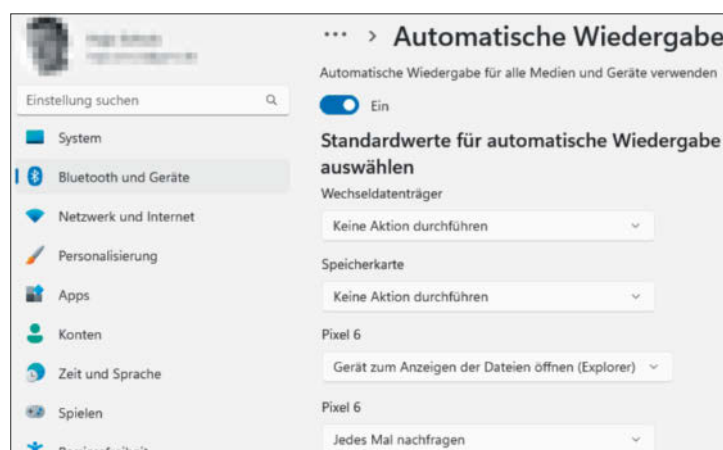 ··· > Automatische Wiedergabe
Automatische Wiedergabe für alle Medien und Geräte verwenden
Einstellung suchen
Ein
System
Bluetooth und Geräte
Netzwerk und Internet
Personalisierung
Apps
Konten
Zeit und Sprache
Spielen
Barrierefreiheit
Standardwerte für automatische Wiedergabe
auswählen
Wechseldatenträger
Keine Aktion durchführen
Speicherkarte
Keine Aktion durchführen
Pixel 6
Gerät zum Anzeigen der Dateien öffnen (Explorer)
Pixel 6
Jedes Mal nachfragen